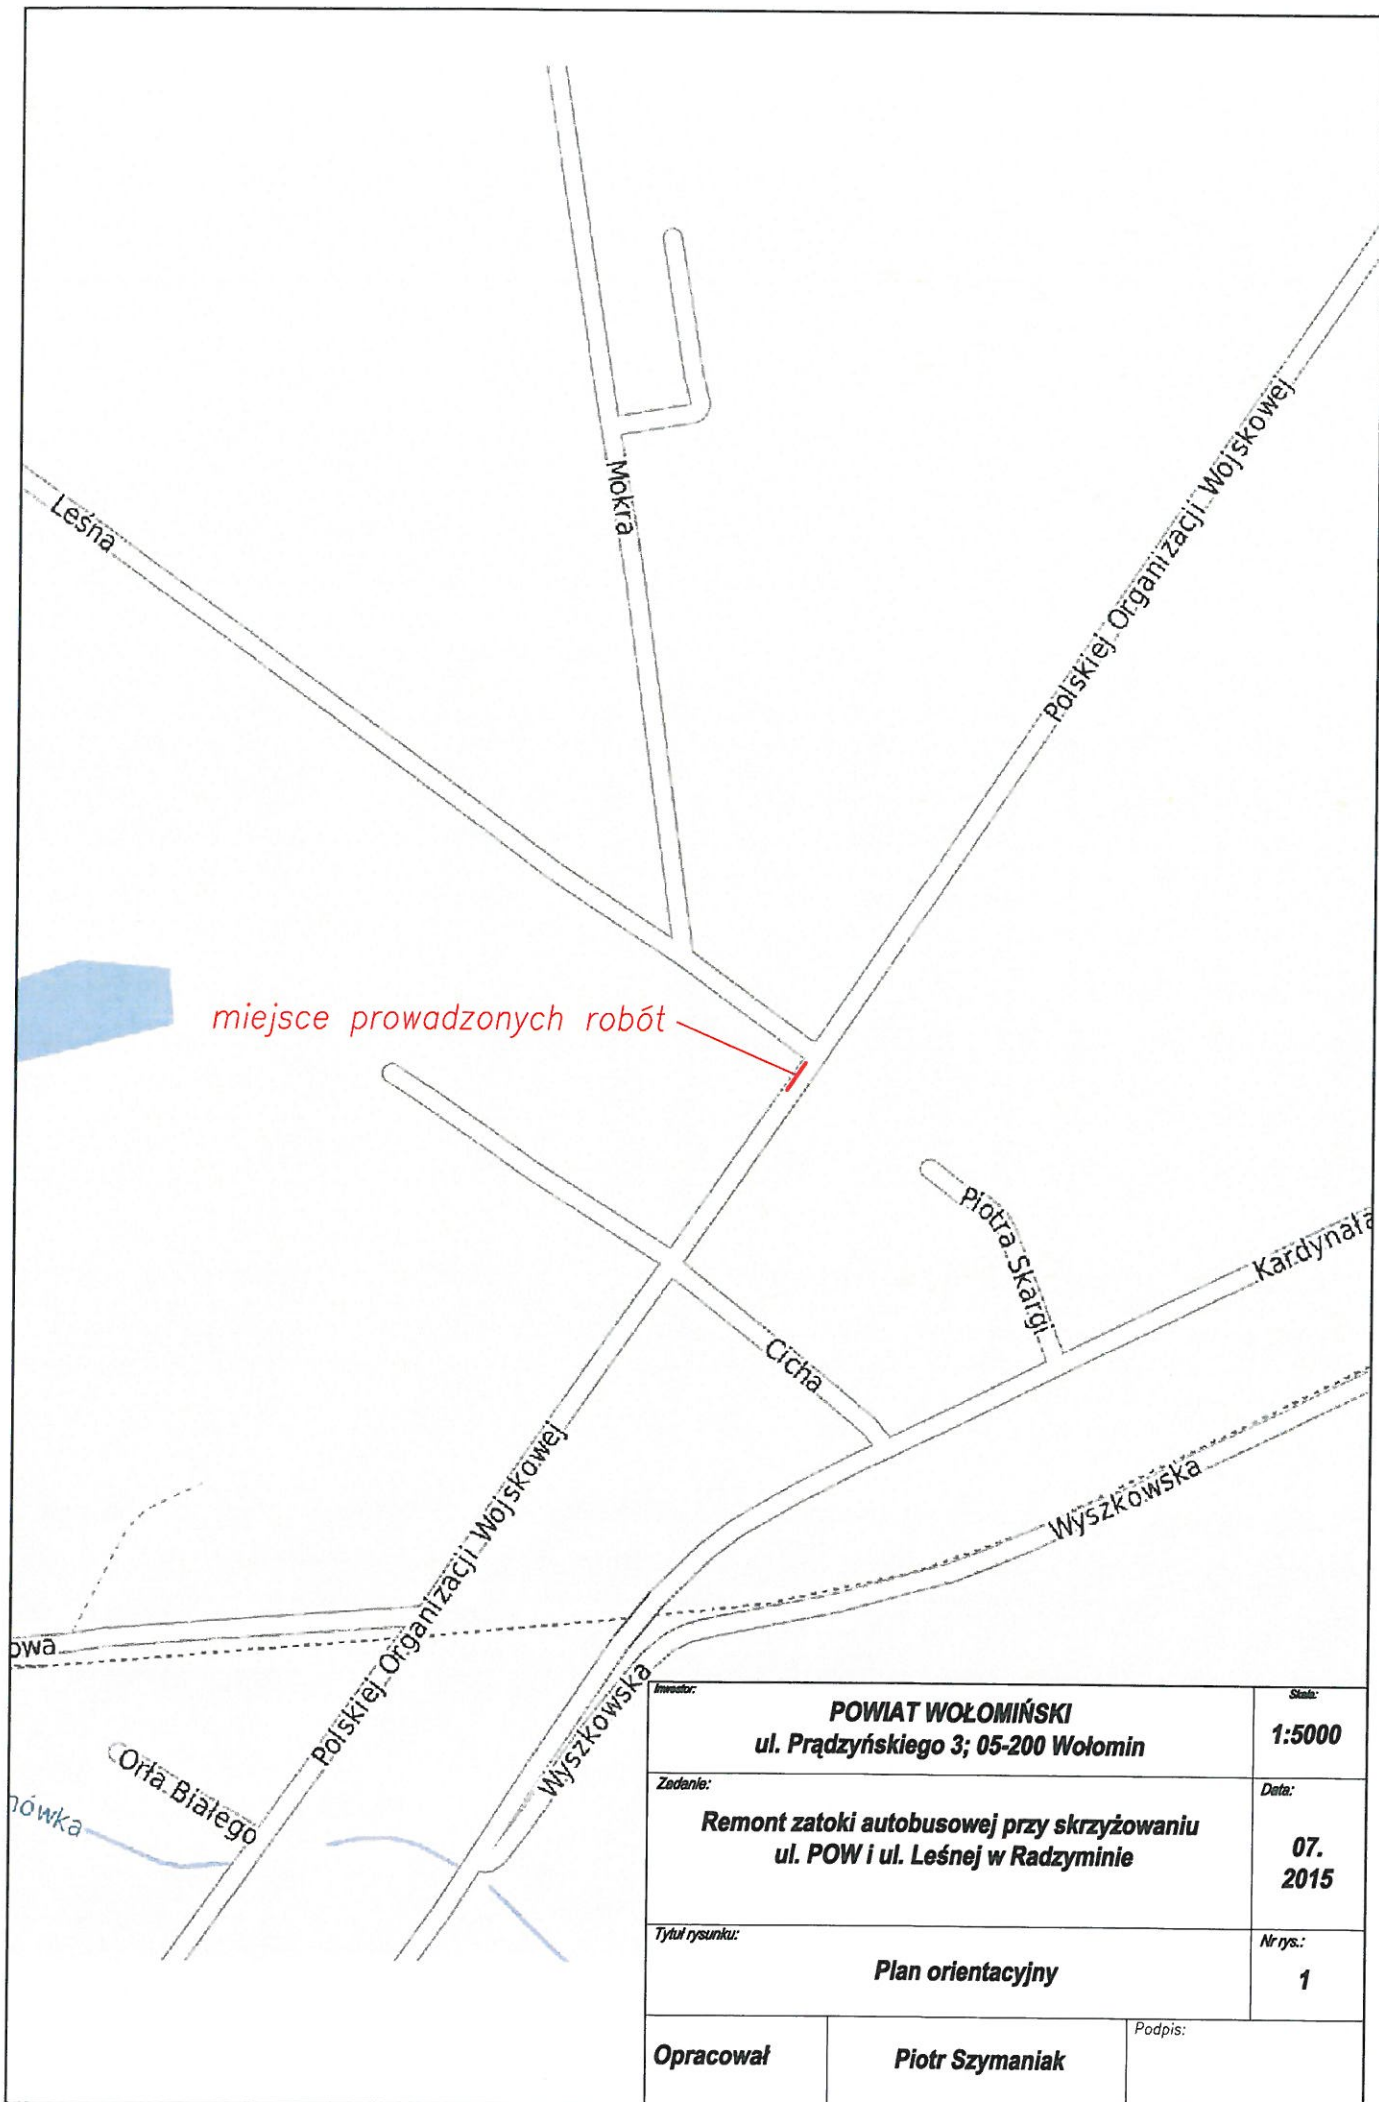 Mokra
Leśna
Polskiej Organizacji Wojskowej
miejsce prowadzonych robót
Piotra Skargi
Kardynała
Cicha
Polskiej Organizacji Wojskowej
Wyszkowska
owa
Wyszkowska
Orła Białego
ówka
Inwestor:
POWIAT WOŁOMIŃSKI
ul. Prądzyńskiego 3; 05-200 Wołomin
Skala:
1:5000
Zadanie:
Remont zatoki autobusowej przy skrzyżowaniu
ul. POW i ul. Leśnej w Radzyminie
Data:
07.
2015
Tytuł rysunku:
Plan orientacyjny
Nr rys.:
1
Opracował
Piotr Szymaniak
Podpis: